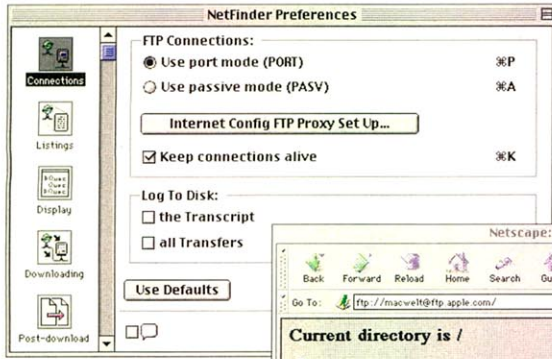 NetFinder Preferences
Connections
Listings
Display
Downloading
Post-download
FTP Connections:
Use port mode (PORT) ⌘P
Use passive mode (PASV) ⌘A
Internet Config FTP Proxy Set Up...
Keep connections alive ⌘K
Log To Disk:
the Transcript
all Transfers
Use Defaults
Netscape:
Back Forward Reload Home Search
Go To: ftp://macwelt@ftp.apple.com/
Current directory is /